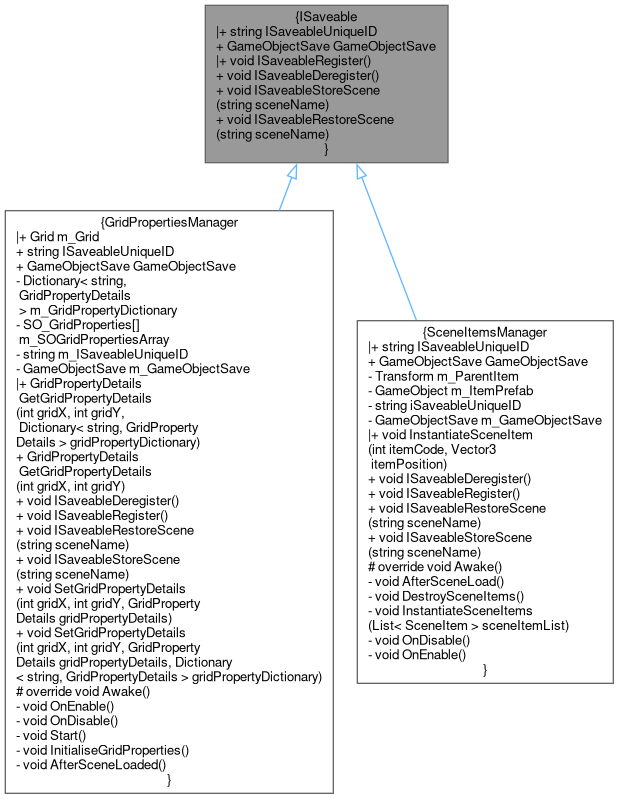 {ISaveable
|+ string ISaveableUniqueID
+ GameObjectSave GameObjectSave
|+ void ISaveableRegister()
+ void ISaveableDeregister()
+ void ISaveableStoreScene
(string sceneName)
+ void ISaveableRestoreScene
(string sceneName)
}
{GridPropertiesManager
|+ Grid m_Grid
+ string ISaveableUniqueID
+ GameObjectSave GameObjectSave
- Dictionary< string,
GridPropertyDetails
> m_GridPropertyDictionary
- SO_GridProperties[]
m_SOGridPropertiesArray
- string m_ISaveableUniqueID
- GameObjectSave m_GameObjectSave
|+ GridPropertyDetails
GetGridPropertyDetails
(int gridX, int gridY,
Dictionary< string, GridProperty
Details > gridPropertyDictionary)
+ GridPropertyDetails
GetGridPropertyDetails
(int gridX, int gridY)
+ void ISaveableDeregister()
+ void ISaveableRegister()
+ void ISaveableRestoreScene
(string sceneName)
+ void ISaveableStoreScene
(string sceneName)
+ void SetGridPropertyDetails
(int gridX, int gridY, GridProperty
Details gridPropertyDetails)
+ void SetGridPropertyDetails
(int gridX, int gridY, GridProperty
Details gridPropertyDetails, Dictionary
< string, GridPropertyDetails > gridPropertyDictionary)
# override void Awake()
- void OnEnable()
- void OnDisable()
- void Start()
- void InitialiseGridProperties()
- void AfterSceneLoaded()
}
{SceneItemsManager
|+ string ISaveableUniqueID
+ GameObjectSave GameObjectSave
- Transform m_ParentItem
- GameObject m_ItemPrefab
- string iSaveableUniqueID
- GameObjectSave m_GameObjectSave
|+ void InstantiateSceneItem
(int itemCode, Vector3
itemPosition)
+ void ISaveableDeregister()
+ void ISaveableRegister()
+ void ISaveableRestoreScene
(string sceneName)
+ void ISaveableStoreScene
(string sceneName)
# override void Awake()
- void AfterSceneLoad()
- void DestroySceneItems()
- void InstantiateSceneItems
(List< SceneItem > sceneItemList)
- void OnDisable()
- void OnEnable()
}